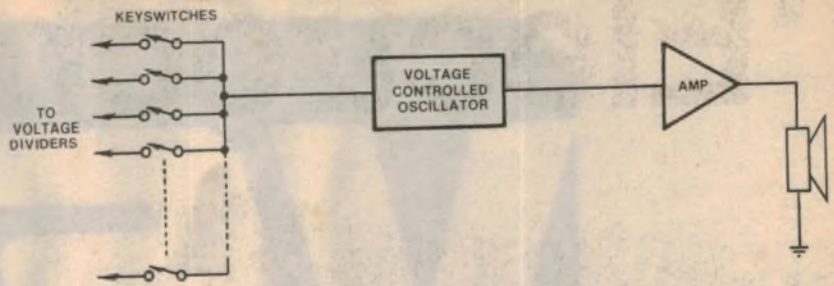 KEYSWITCHES
TO
VOLTAGE
DIVIDERS
VOLTAGE
CONTROLLED
OSCILLATOR
AMP